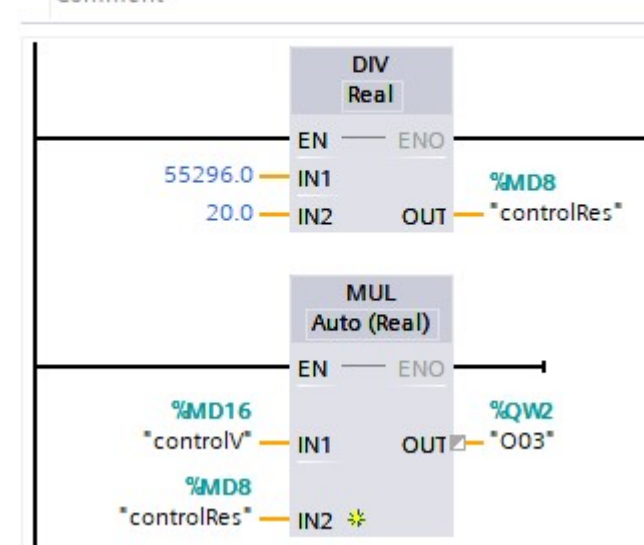 Comment
DIV
Real
EN ENO
55296.0 IN1 %MD8
20.0 IN2 OUT "controlRes"
MUL
Auto (Real)
EN ENO
%MD16 %QW2
"controlV" IN1 OUT "O03"
%MD8
"controlRes" IN2